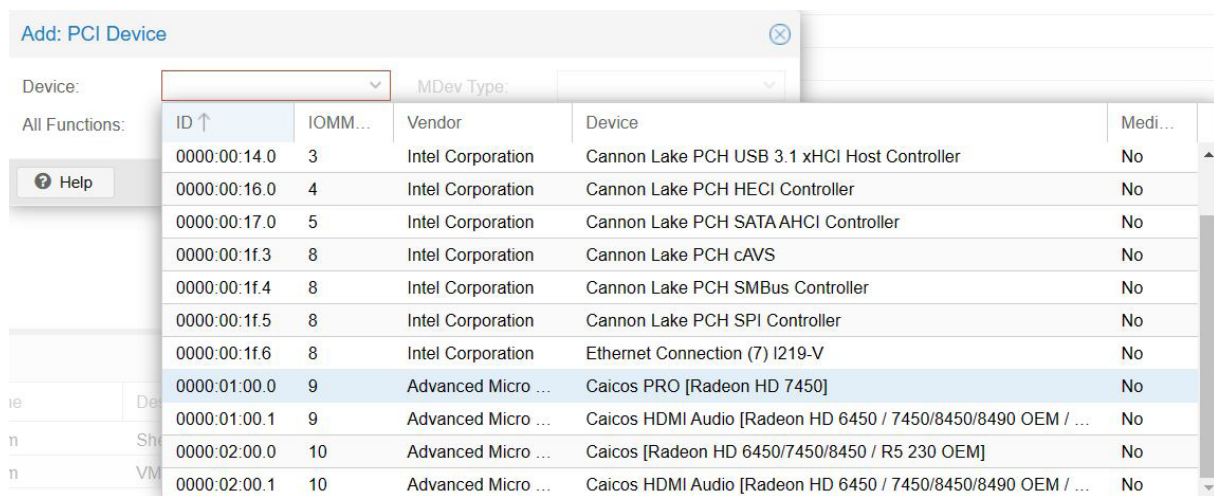 Add: PCI Device
Device: MDev Type:
All Functions:
ID IOMM... Vendor Device Medi...
0000:00:14.0 3 Intel Corporation Cannon Lake PCH USB 3.1 xHCI Host Controller No
0000:00:16.0 4 Intel Corporation Cannon Lake PCH HECI Controller No
Help
0000:00:17.0 5 Intel Corporation Cannon Lake PCH SATA AHCI Controller No
0000:00:1f.3 8 Intel Corporation Cannon Lake PCH cAVS No
0000:00:1f.4 8 Intel Corporation Cannon Lake PCH SMBus Controller No
0000:00:1f.5 8 Intel Corporation Cannon Lake PCH SPI Controller No
0000:00:1f.6 8 Intel Corporation Ethernet Connection (7) I219-V No
0000:01:00.0 9 Advanced Micro ... Caicos PRO [Radeon HD 7450] No
0000:01:00.1 9 Advanced Micro ... Caicos HDMI Audio [Radeon HD 6450 / 7450/8450/8490 OEM / ... No
0000:02:00.0 10 Advanced Micro ... Caicos [Radeon HD 6450/7450/8450 / R5 230 OEM] No
0000:02:00.1 10 Advanced Micro ... Caicos HDMI Audio [Radeon HD 6450 / 7450/8450/8490 OEM / ... No